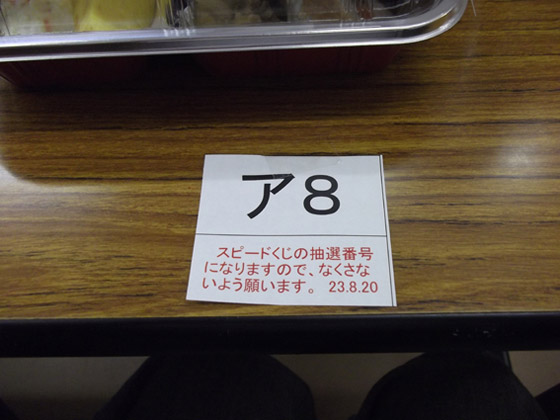 ア8
スピードくじの抽選番号
になりますので、なくさな
いよう願います。 23.8.20